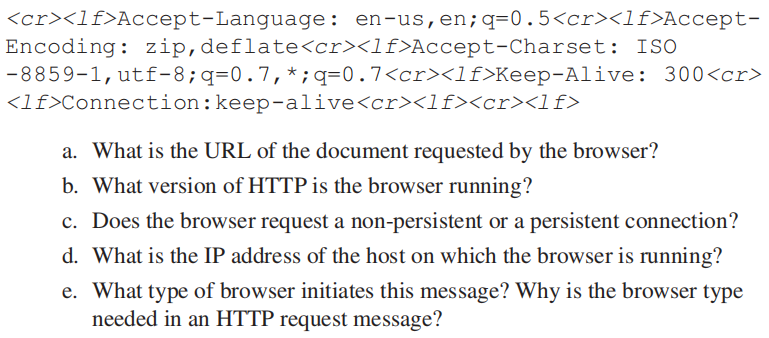 <cr><lf>Accept-Language: en-us,en;q=0.5<cr><lf>Accept-
Encoding: zip,deflate<cr><lf>Accept-Charset: ISO
-8859-1,utf-8;q=0.7,*;q=0.7<cr><lf>Keep-Alive: 300<cr>
<lf>Connection:keep-alive<cr><lf><cr><lf>
a. What is the URL of the document requested by the browser?
b. What version of HTTP is the browser running?
c. Does the browser request a non-persistent or a persistent connection?
d. What is the IP address of the host on which the browser is running?
e. What type of browser initiates this message? Why is the browser type
needed in an HTTP request message?